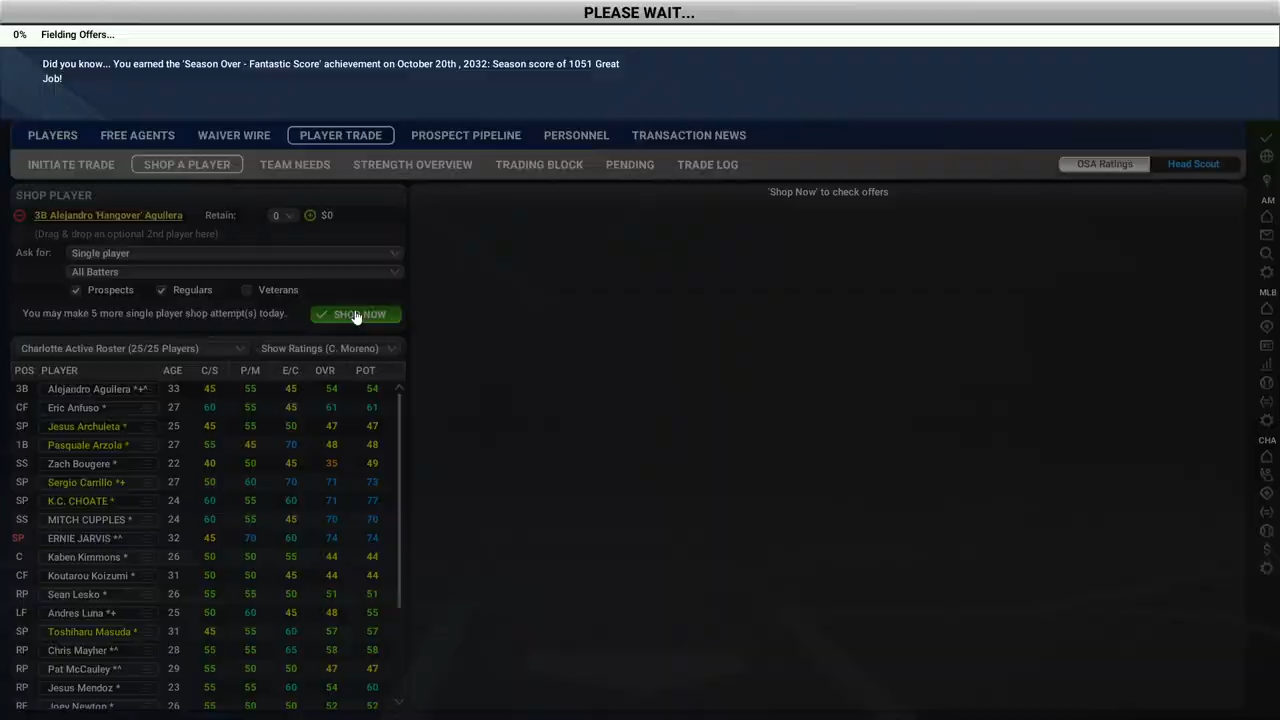 PLEASE WAIT...
0% Fielding Offers...
Did you know... You earned the 'Season Over - Fantastic Score' achievement on October 20th , 2032: Season score of 1051 Great
Job!
PLAYERS FREE AGENTS WAIVER WIRE PLAYER TRADE PROSPECT PIPELINE PERSONNEL TRANSACTION NEWS
INITIATE TRADE SHOP A PLAYER TEAM NEEDS STRENGTH OVERVIEW TRADING BLOCK PENDING TRADE LOG OSA Ratings Head Scout
SHOP PLAYER
'Shop Now' to check offers
3B Alejandro 'Hangover' Aguilera Retain: 0 $0
(Drag & drop an optional 2nd player here)
Ask for: Single player
All Batters
Prospects Regulars Veterans
You may make 5 more single player shop attempt(s) today. SHOP NOW
Charlotte Active Roster (25/25 Players) Show Ratings (C. Moreno)
POS PLAYER AGE C/S P/M E/C OVR POT
3B Alejandro Aguilera *+^ 33 45 55 45 54 54
CF Eric Anfuso * 27 60 55 45 61 61
SP Jesus Archuleta * 25 45 55 50 47 47
1B Pasquale Arzola * 27 55 45 70 48 48
SS Zach Bougere * 22 40 50 45 35 49
SP Sergio Carrillo *+ 27 50 60 70 71 73
SP K.C. CHOATE * 24 60 55 60 71 77
SS MITCH CUPPLES * 24 60 55 45 70 70
SP ERNIE JARVIS *^ 32 45 70 60 74 74
C Kaben Kimmons * 26 50 50 55 44 44
CF Koutarou Koizumi * 31 50 50 45 44 44
RP Sean Lesko * 26 55 55 50 51 51
LF Andres Luna *+ 25 50 60 45 48 55
SP Toshiharu Masuda * 31 45 55 60 57 57
RP Chris Mayher *^ 28 55 55 65 58 58
RP Pat McCauley *^ 29 55 50 50 47 47
RP Jesus Mendoz * 23 55 55 60 54 60
RP Joey Newton * 26 55 50 50 52 52
AM
MLB
CHA